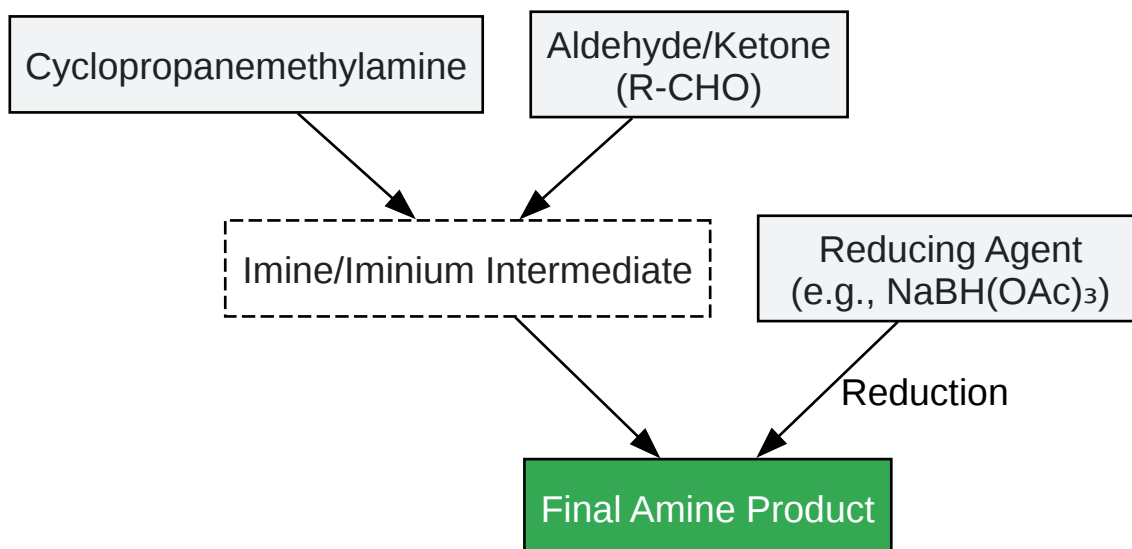 Cyclopropanemethylamine
Aldehyde/Ketone
(R-CHO)
Imine/Iminium Intermediate
Reducing Agent
(e.g., NaBH(OAc)₃)
Reduction
Final Amine Product